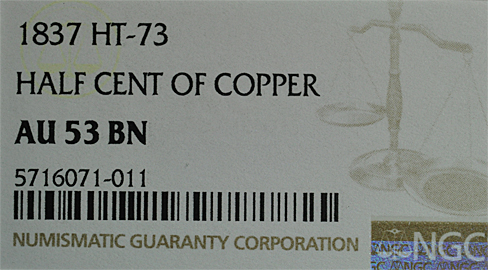 1837 HT-73
HALF CENT OF COPPER
AU 53 BN
5716071-011
NUMISMATIC GUARANTY CORPORATION
NGC